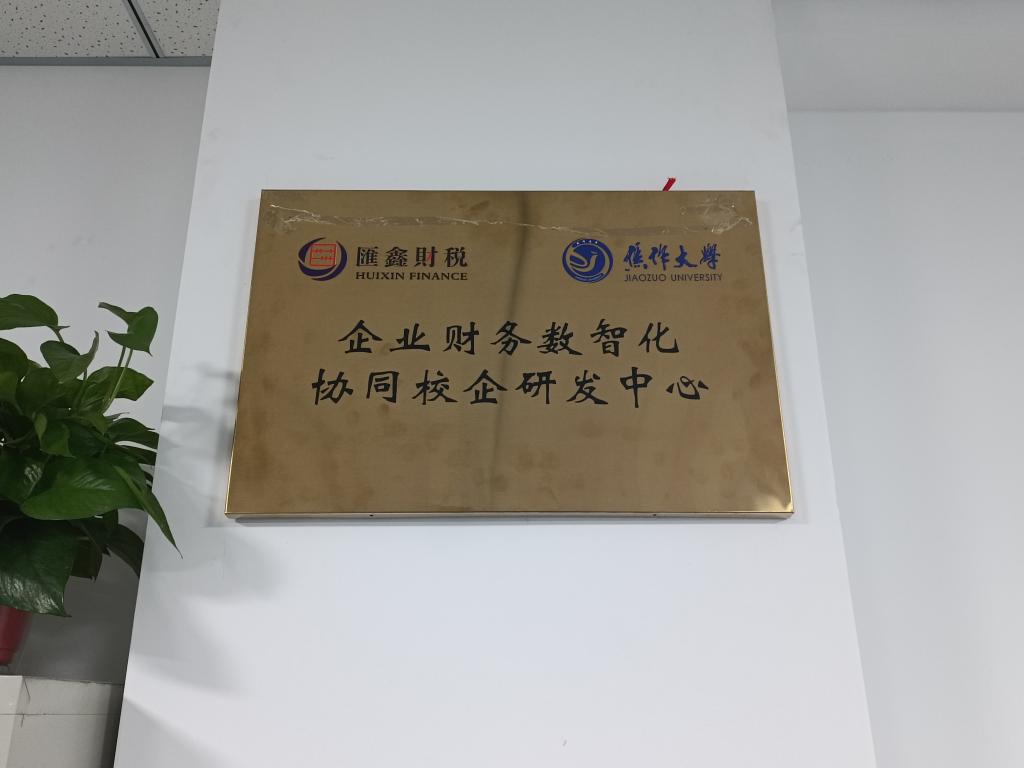 匯鑫財税
HUIXIN FINANCE
焦作大學
JIAOZUO UNIVERSITY
企业财务数智化
协同校企研发中心